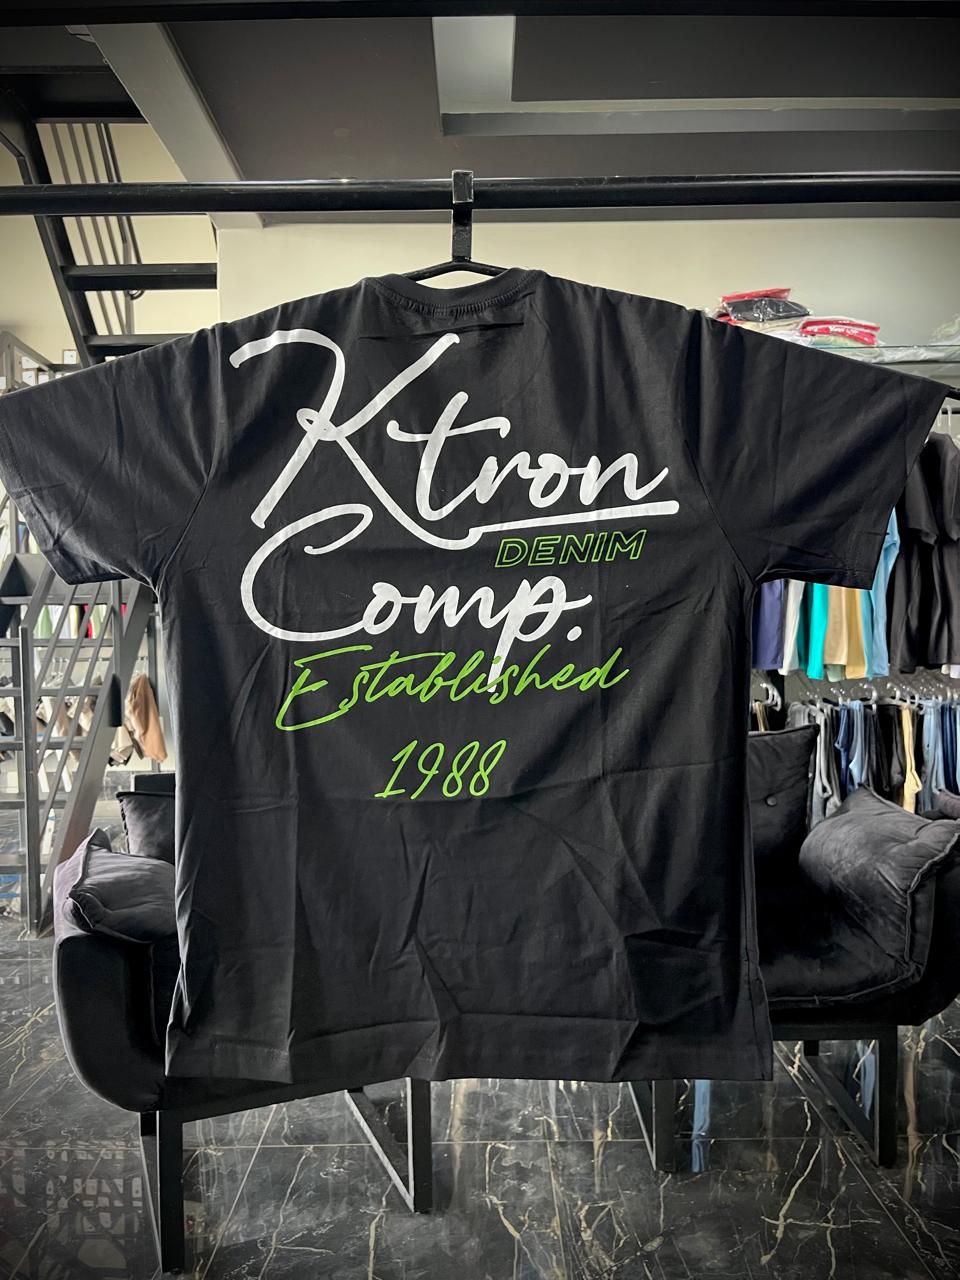 Ktron
DENIM
Comp.
Established
1988